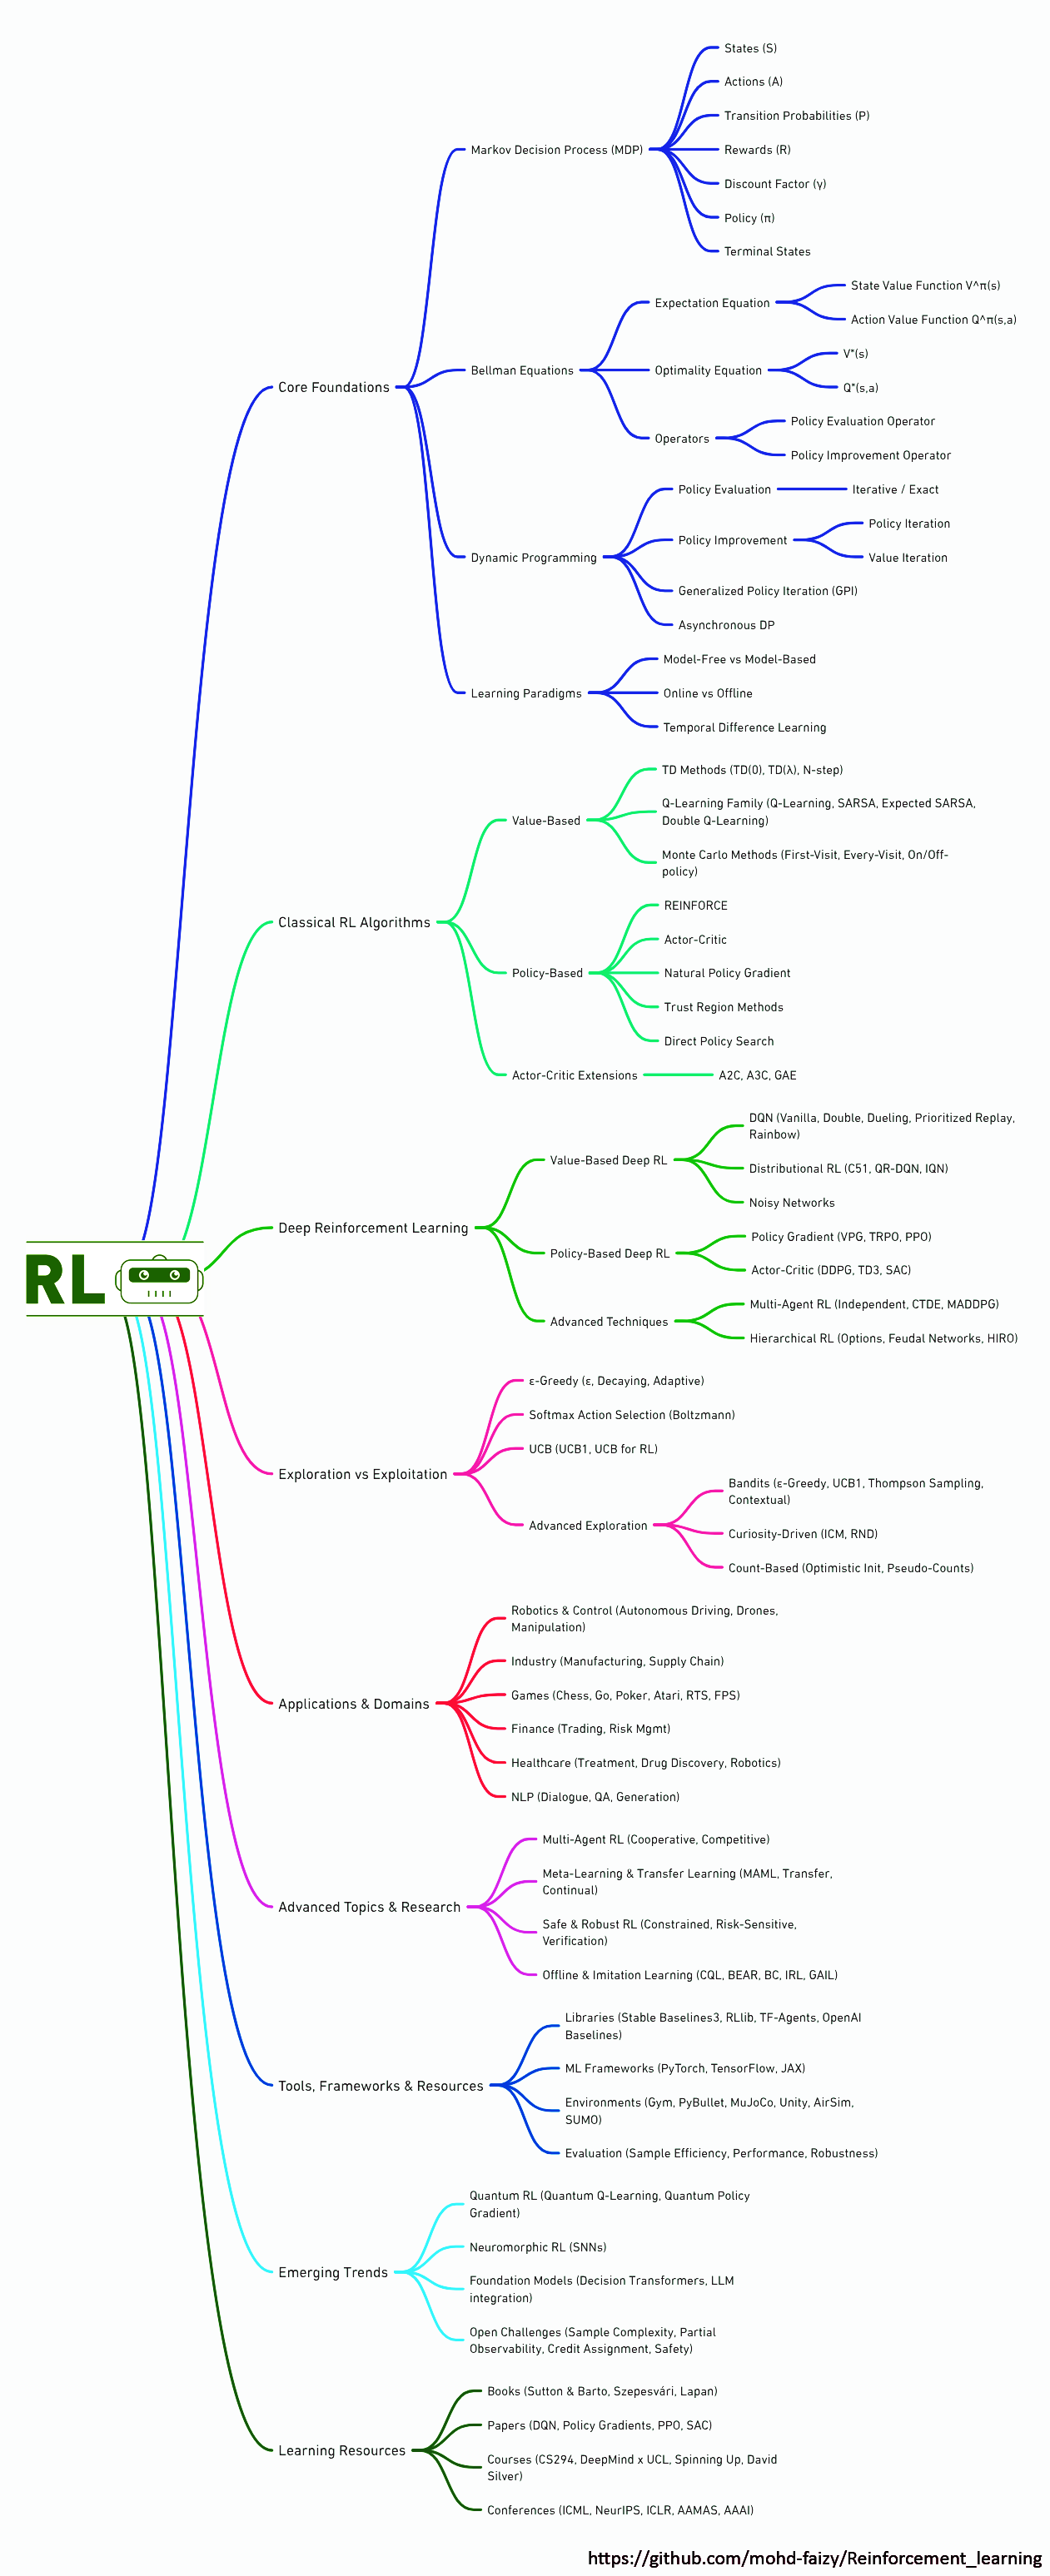 States (S)
Actions (A)
Transition Probabilities (P)
Markov Decision Process (MDP)
Rewards (R)
Discount Factor (γ)
Policy (π)
Terminal States
State Value Function V^π(s)
Expectation Equation
Action Value Function Q^π(s,a)
V*(s)
Bellman Equations
Optimality Equation
Core Foundations
Q*(s,a)
Policy Evaluation Operator
Operators
Policy Improvement Operator
Policy Evaluation
Iterative / Exact
Policy Iteration
Policy Improvement
Dynamic Programming
Value Iteration
Generalized Policy Iteration (GPI)
Asynchronous DP
Model-Free vs Model-Based
Learning Paradigms
Online vs Offline
Temporal Difference Learning
TD Methods (TD(0), TD(λ), N-step)
Q-Learning Family (Q-Learning, SARSA, Expected SARSA,
Double Q-Learning)
Value-Based
Monte Carlo Methods (First-Visit, Every-Visit, On/Off-
policy)
REINFORCE
Classical RL Algorithms
Actor-Critic
Policy-Based
Natural Policy Gradient
Trust Region Methods
Direct Policy Search
Actor-Critic Extensions
A2C, A3C, GAE
DQN (Vanilla, Double, Dueling, Prioritized Replay,
Rainbow)
Value-Based Deep RL
Distributional RL (C51, QR-DQN, IQN)
Noisy Networks
Deep Reinforcement Learning
Policy Gradient (VPG, TRPO, PPO)
Policy-Based Deep RL
Actor-Critic (DDPG, TD3, SAC)
RL
Multi-Agent RL (Independent, CTDE, MADDPG)
Advanced Techniques
Hierarchical RL (Options, Feudal Networks, HIRO)
ε-Greedy (ε, Decaying, Adaptive)
Softmax Action Selection (Boltzmann)
UCB (UCB1, UCB for RL)
Exploration vs Exploitation
Bandits (ε-Greedy, UCB1, Thompson Sampling,
Contextual)
Advanced Exploration
Curiosity-Driven (ICM, RND)
Count-Based (Optimistic Init, Pseudo-Counts)
Robotics & Control (Autonomous Driving, Drones,
Manipulation)
Industry (Manufacturing, Supply Chain)
Games (Chess, Go, Poker, Atari, RTS, FPS)
Applications & Domains
Finance (Trading, Risk Mgmt)
Healthcare (Treatment, Drug Discovery, Robotics)
NLP (Dialogue, QA, Generation)
Multi-Agent RL (Cooperative, Competitive)
Meta-Learning & Transfer Learning (MAML, Transfer,
Continual)
Advanced Topics & Research
Safe & Robust RL (Constrained, Risk-Sensitive,
Verification)
Offline & Imitation Learning (CQL, BEAR, BC, IRL, GAIL)
Libraries (Stable Baselines3, RLlib, TF-Agents, OpenAI
Baselines)
ML Frameworks (PyTorch, TensorFlow, JAX)
Tools, Frameworks & Resources
Environments (Gym, PyBullet, MuJoCo, Unity, AirSim,
SUMO)
Evaluation (Sample Efficiency, Performance, Robustness)
Quantum RL (Quantum Q-Learning, Quantum Policy
Gradient)
Neuromorphic RL (SNNs)
Emerging Trends
Foundation Models (Decision Transformers, LLM
integration)
Open Challenges (Sample Complexity, Partial
Observability, Credit Assignment, Safety)
Books (Sutton & Barto, Szepesvári, Lapan)
Papers (DQN, Policy Gradients, PPO, SAC)
Learning Resources
Courses (CS294, DeepMind x UCL, Spinning Up, David
Silver)
Conferences (ICML, NeurIPS, ICLR, AAMAS, AAAI)
https://github.com/mohd-faizy/Reinforcement_learning